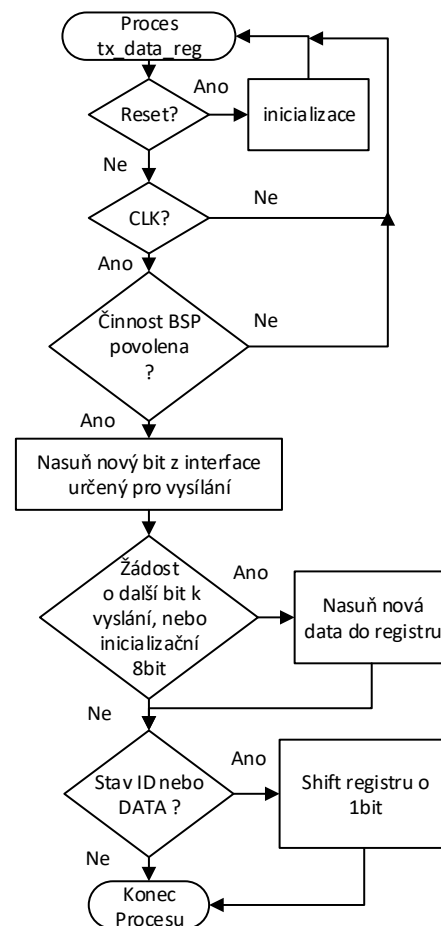 Proces
tx_data_reg
Ano
Reset?
inicializace
Ne
Ne
CLK?
Ano
Činnost BSP
povolena
?
Ne
Ano
Nasuň nový bit z interface
určený pro vysílání
Žádost
o další bit k
vyslání, nebo
inicializační
8bit
Ano
Nasuň nová
data do registru
Ne
Stav ID nebo
DATA ?
Ano
Shift registru o
1bit
Ne
Konec
Procesu